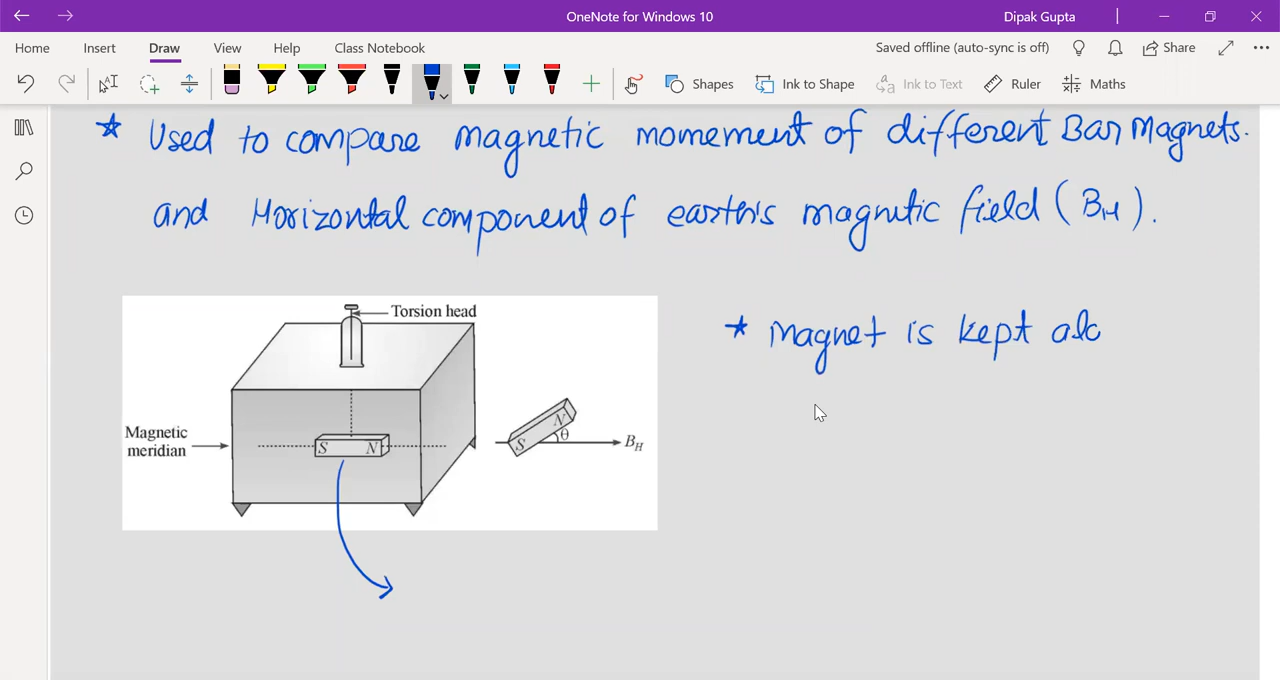 OneNote for Windows 10
Dipak Gupta
Home Insert Draw View Help Class Notebook
Saved offline (auto-sync is off) Share
Shapes Ink to Shape Ink to Text Ruler Maths
* Used to compare magnetic momement of different Bar Magnets.
and Horizontal component of earth's magnetic field (BH).
Torsion head
* Magnet is kept alo
Magnetic
meridian
S N
S N θ BH